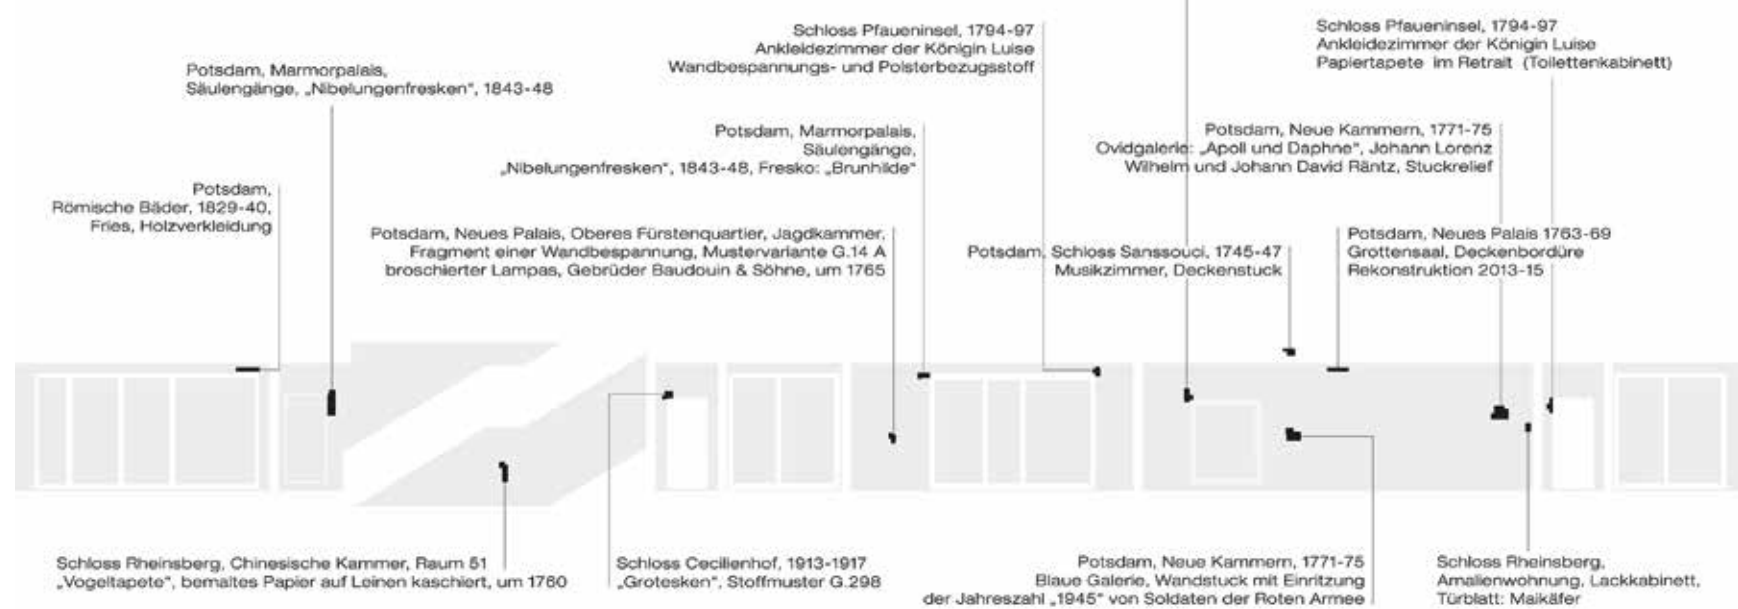 Potsdam, Marmorpalais,
Säulengänge, „Nibelungenfresken“, 1843-48
Schloss Pfaueninsel, 1794-97
Ankleidezimmer der Königin Luise
Wandbespannungs- und Polsterbezugsstoff
Schloss Pfaueninsel, 1794-97
Ankleidezimmer der Königin Luise
Papiertapete im Retrait (Toilettenkabinett)
Potsdam,
Römische Bäder, 1829-40,
Fries, Holzverkleidung
Potsdam, Marmorpalais,
Säulengänge,
„Nibelungenfresken“, 1843-48, Fresko: „Brunhilde“
Potsdam, Neue Kammern, 1771-75
Ovidgalerie: „Apoll und Daphne“, Johann Lorenz
Wilhelm und Johann David Räntz, Stuckrelief
Potsdam, Neues Palais, Oberes Fürstenquartier, Jagdkammer,
Fragment einer Wandbespannung, Mustervariante G.14 A
broschierter Lampas, Gebrüder Baudouin & Söhne, um 1765
Potsdam, Schloss Sanssouci, 1745-47
Musikzimmer, Deckenstuck
Potsdam, Neues Palais 1763-69
Grottensaal, Deckenbordüre
Rekonstruktion 2013-15
Schloss Rheinsberg, Chinesische Kammer, Raum 51
„Vogeltapete“, bemaltes Papier auf Leinen kaschiert, um 1760
Schloss Cecilienhof, 1913-1917
„Grotesken“, Stoffmuster G.298
Potsdam, Neue Kammern, 1771-75
Blaue Galerie, Wandstuck mit Einritzung
der Jahreszahl „1945“ von Soldaten der Roten Armee
Schloss Rheinsberg,
Amalienwohnung, Lackkabinett,
Türblatt: Maikäfer